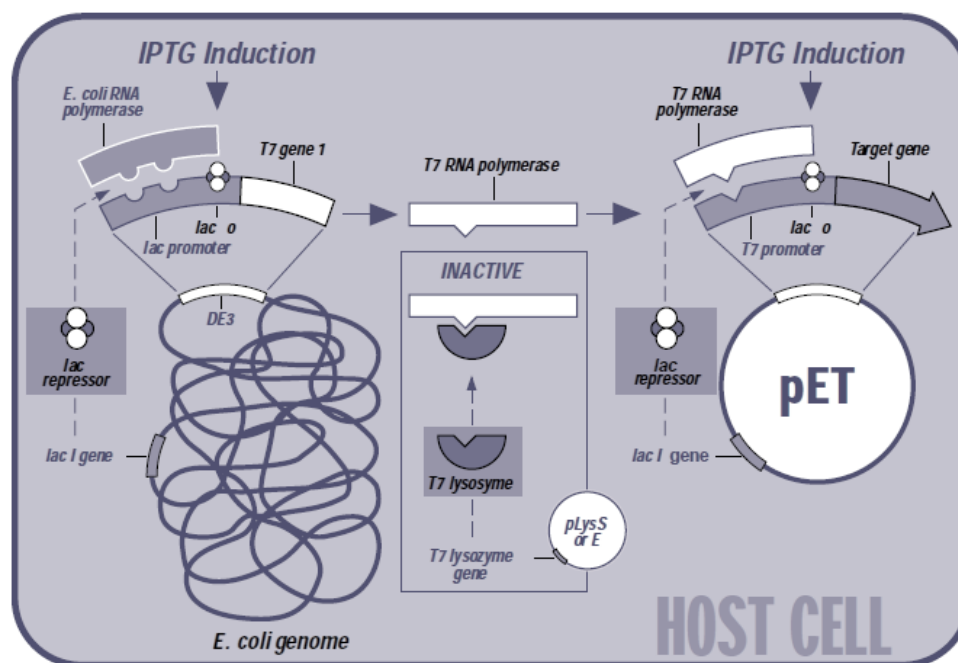 IPTG Induction
E. coli RNA
polymerase
T7 gene 1
lac o
lac promoter
DE3
lac
repressor
lac I gene
E. coli genome
T7 RNA polymerase
INACTIVE
T7 lysosyme
T7 lysozyme
gene
pLysS
or E
IPTG Induction
T7 RNA
polymerase
Target gene
lac o
T7 promoter
lac
repressor
lac I gene
pET
HOST CELL